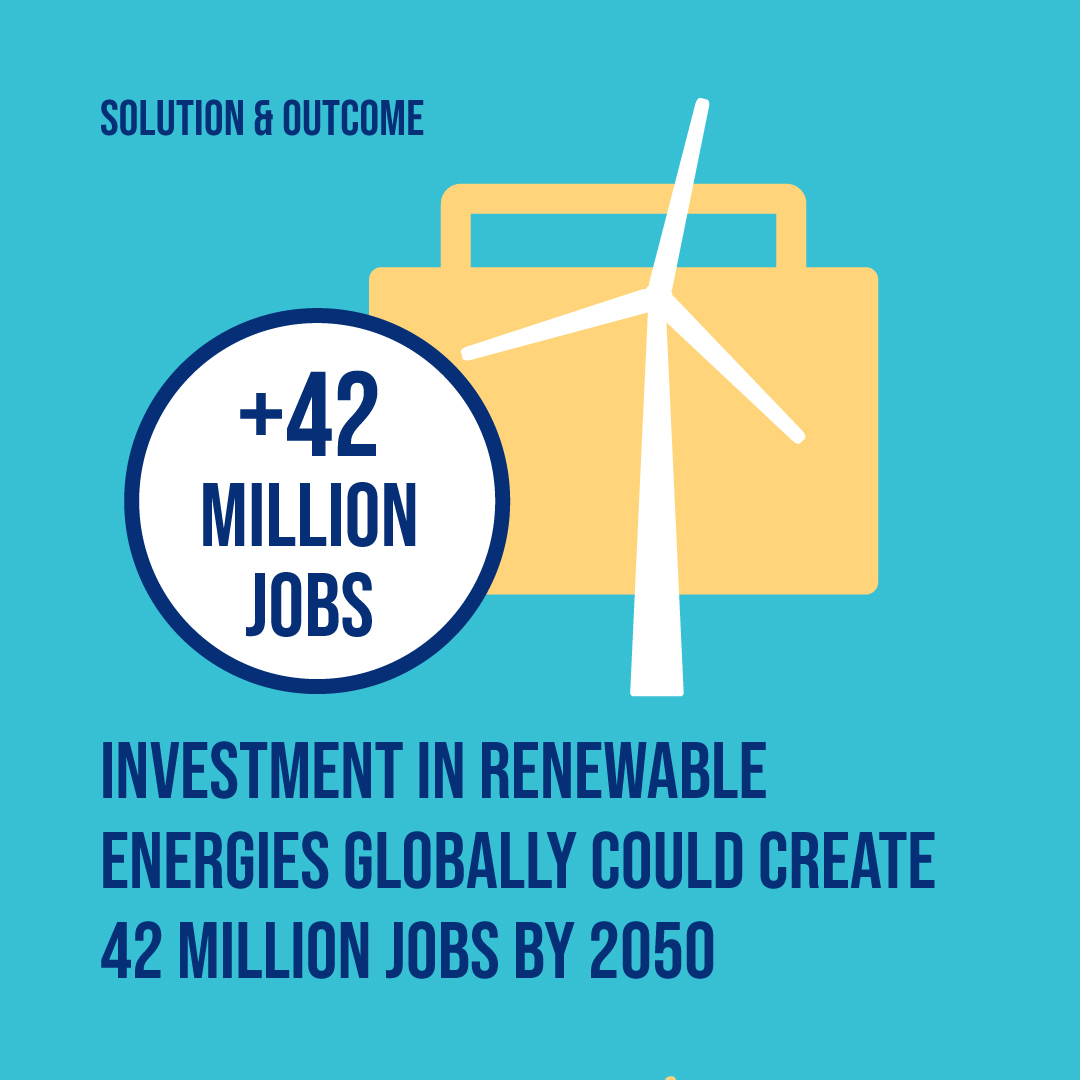 SOLUTION & OUTCOME
+42
MILLION
JOBS
INVESTMENT IN RENEWABLE
ENERGIES GLOBALLY COULD CREATE
42 MILLION JOBS BY 2050